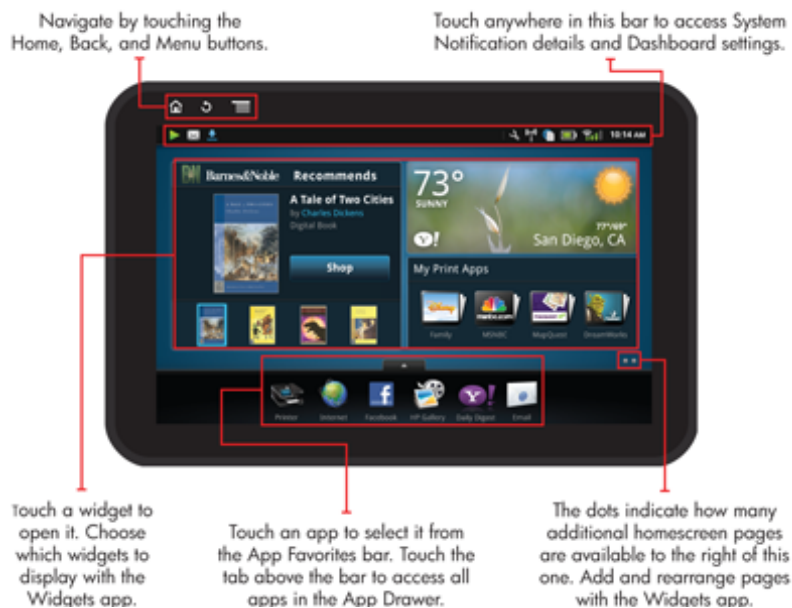 Navigate by touching the
Home, Back, and Menu buttons.
Touch anywhere in this bar to access System
Notification details and Dashboard settings.
10:14 AM
BN Barnes&Noble Recommends
A Tale of Two Cities
by Charles Dickens
Digital Book
Shop
73°
SUNNY
Y!
San Diego, CA
My Print Apps
Family
MSNBC
MapQuest
DreamWorks
Printer
Internet
Facebook
HP Gallery
Daily Digest
Email
Touch a widget to
open it. Choose
which widgets to
display with the
Widgets app.
Touch an app to select it from
the App Favorites bar. Touch the
tab above the bar to access all
apps in the App Drawer.
The dots indicate how many
additional homescreen pages
are available to the right of this
one. Add and rearrange pages
with the Widgets app.